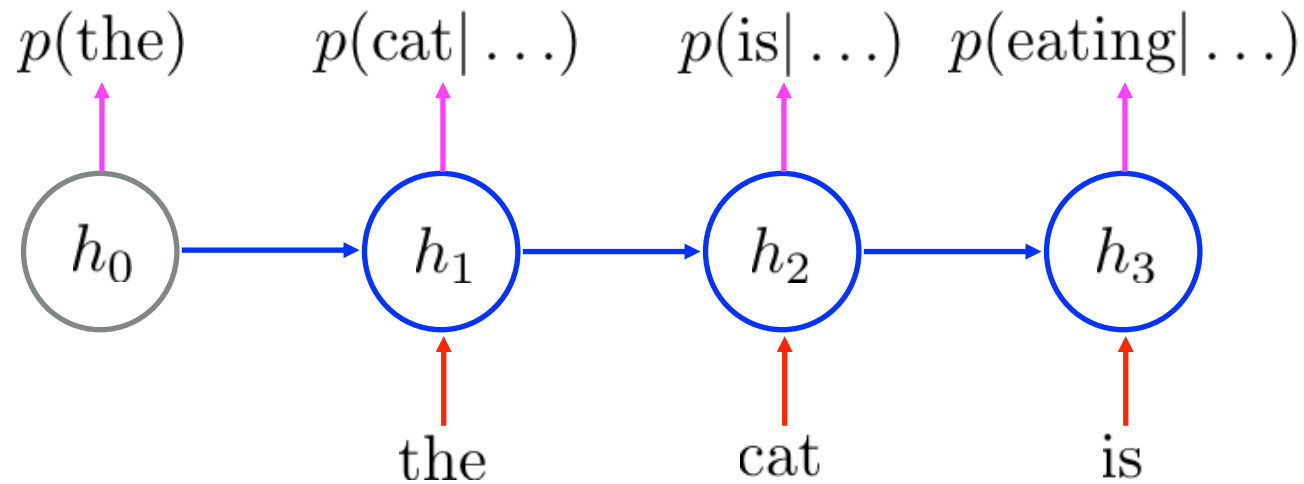 p(the) p(cat| ...) p(is| ...) p(eating| ...)
h₀ h₁ h₂ h₃
the cat is